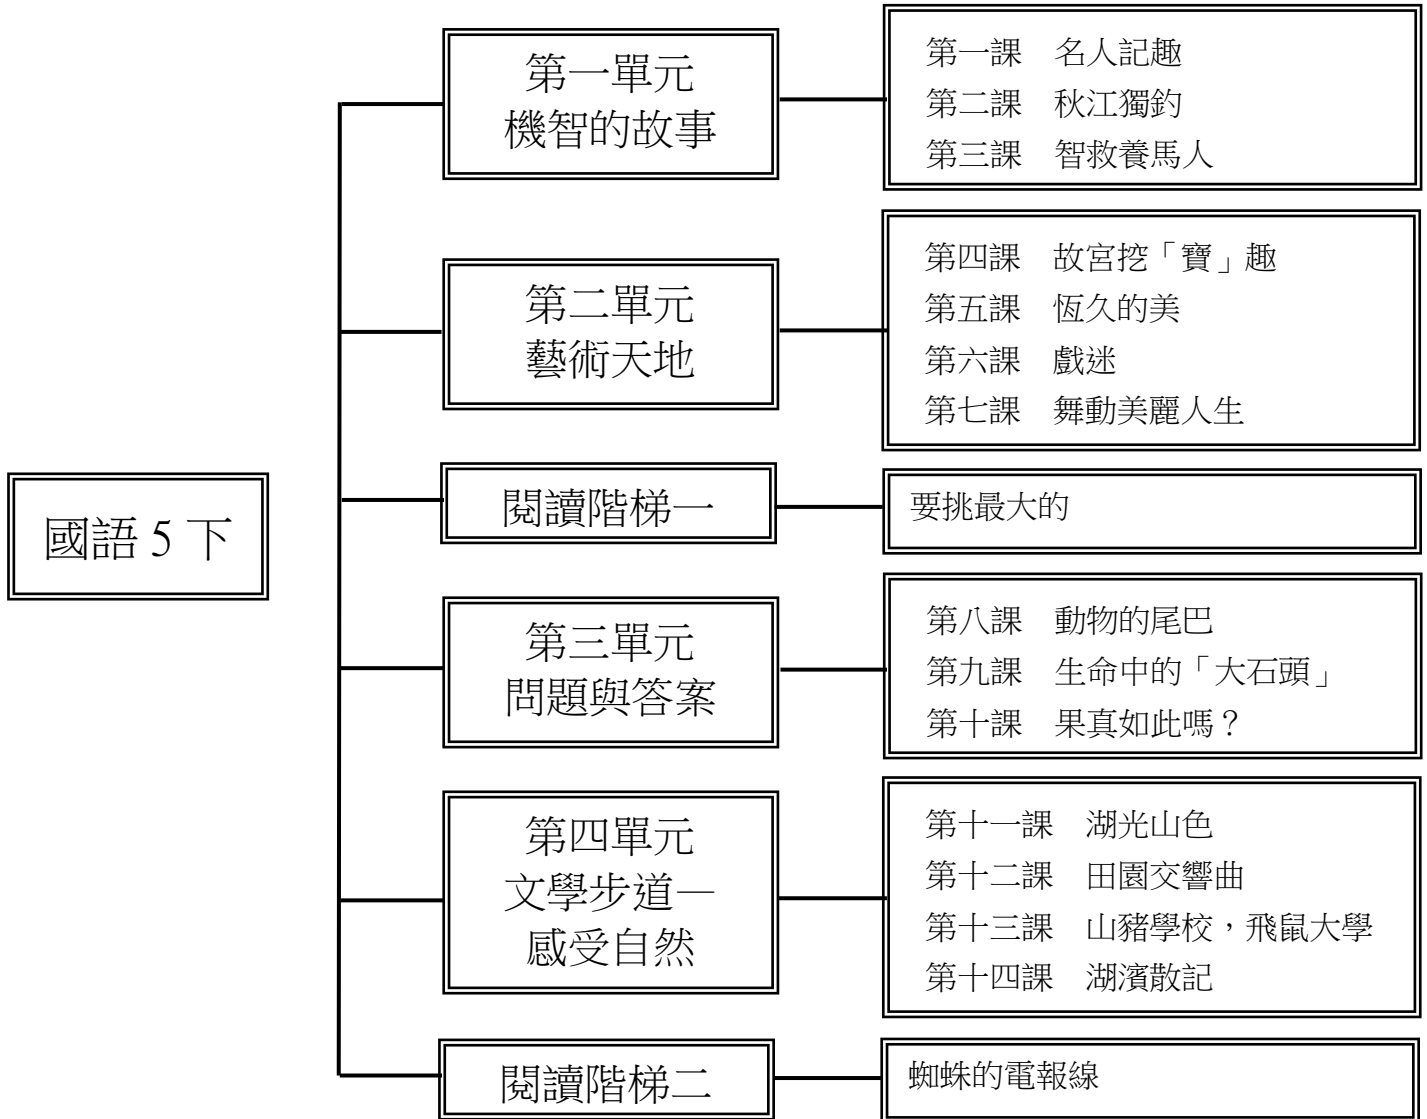 國語 5 下
第一單元
機智的故事
第一課　名人記趣
第二課　秋江獨釣
第三課　智救養馬人
第二單元
藝術天地
第四課　故宮挖「寶」趣
第五課　恆久的美
第六課　戲迷
第七課　舞動美麗人生
閱讀階梯一
要挑最大的
第三單元
問題與答案
第八課　動物的尾巴
第九課　生命中的「大石頭」
第十課　果真如此嗎？
第四單元
文學步道—
感受自然
第十一課　湖光山色
第十二課　田園交響曲
第十三課　山豬學校，飛鼠大學
第十四課　湖濱散記
閱讀階梯二
蜘蛛的電報線